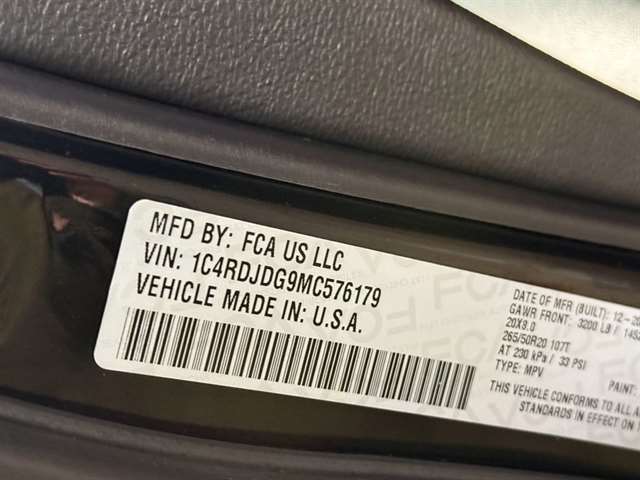 MFD BY: FCA US LLC
VIN: 1C4RDJDG9MC576179
VEHICLE MADE IN: U.S.A.
DATE OF MFR (BUILT): 12-20
GAWR FRONT: 3200 LB / 1452
20X9.0
265/50R20 107T
AT 230 kPa / 33 PSI
TYPE: MPV
PAINT:
THIS VEHICLE CONFORMS TO ALL A
STANDARDS IN EFFECT ON